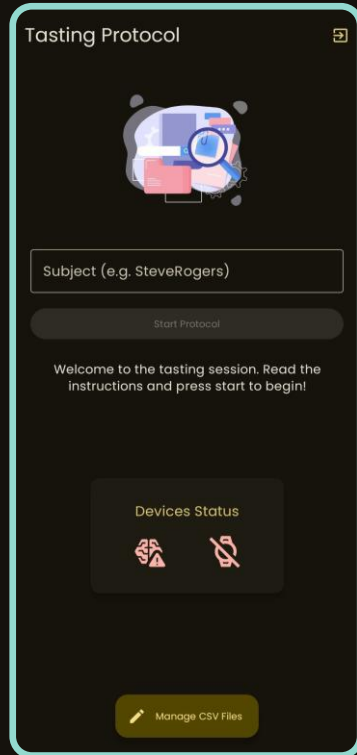 Tasting Protocol
Subject (e.g. SteveRogers)
Start Protocol
Welcome to the tasting session. Read the
instructions and press start to begin!
Devices Status
Manage CSV Files